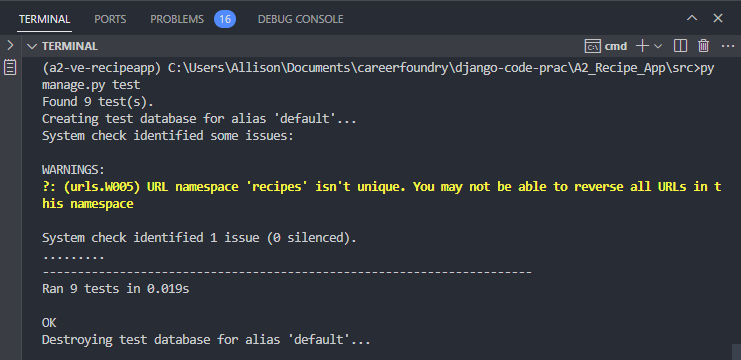 TERMINAL PORTS PROBLEMS 16 DEBUG CONSOLE
TERMINAL cmd
(a2-ve-recipeapp) C:\Users\Allison\Documents\careerfoundry\django-code-prac\A2_Recipe_App\src>py
manage.py test
Found 9 test(s).
Creating test database for alias 'default'...
System check identified some issues:
WARNINGS:
?: (urls.W005) URL namespace 'recipes' isn't unique. You may not be able to reverse all URLs in t
his namespace
System check identified 1 issue (0 silenced).
.........
----------------------------------------------------------------------
Ran 9 tests in 0.019s
OK
Destroying test database for alias 'default'...